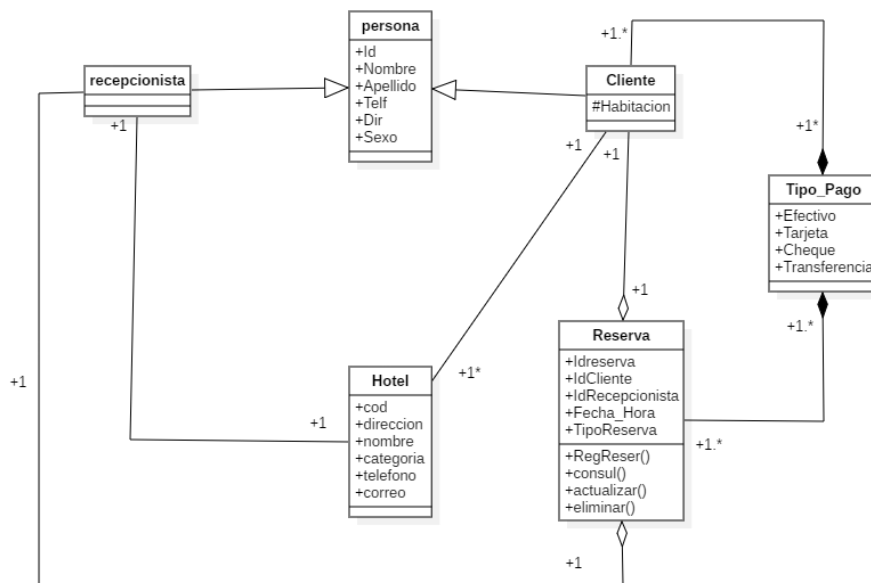 persona
+Id
+Nombre
+Apellido
+Telf
+Dir
+Sexo
recepcionista
+1
Cliente
#Habitacion
+1.*
+1
+1
+1*
Tipo_Pago
+Efectivo
+Tarjeta
+Cheque
+Transferencia
+1.*
+1
Reserva
+Idreserva
+IdCliente
+IdRecepcionista
+Fecha_Hora
+TipoReserva
+RegReser()
+consul()
+actualizar()
+eliminar()
+1.*
+1
Hotel
+cod
+direccion
+nombre
+categoria
+telefono
+correo
+1*
+1
+1